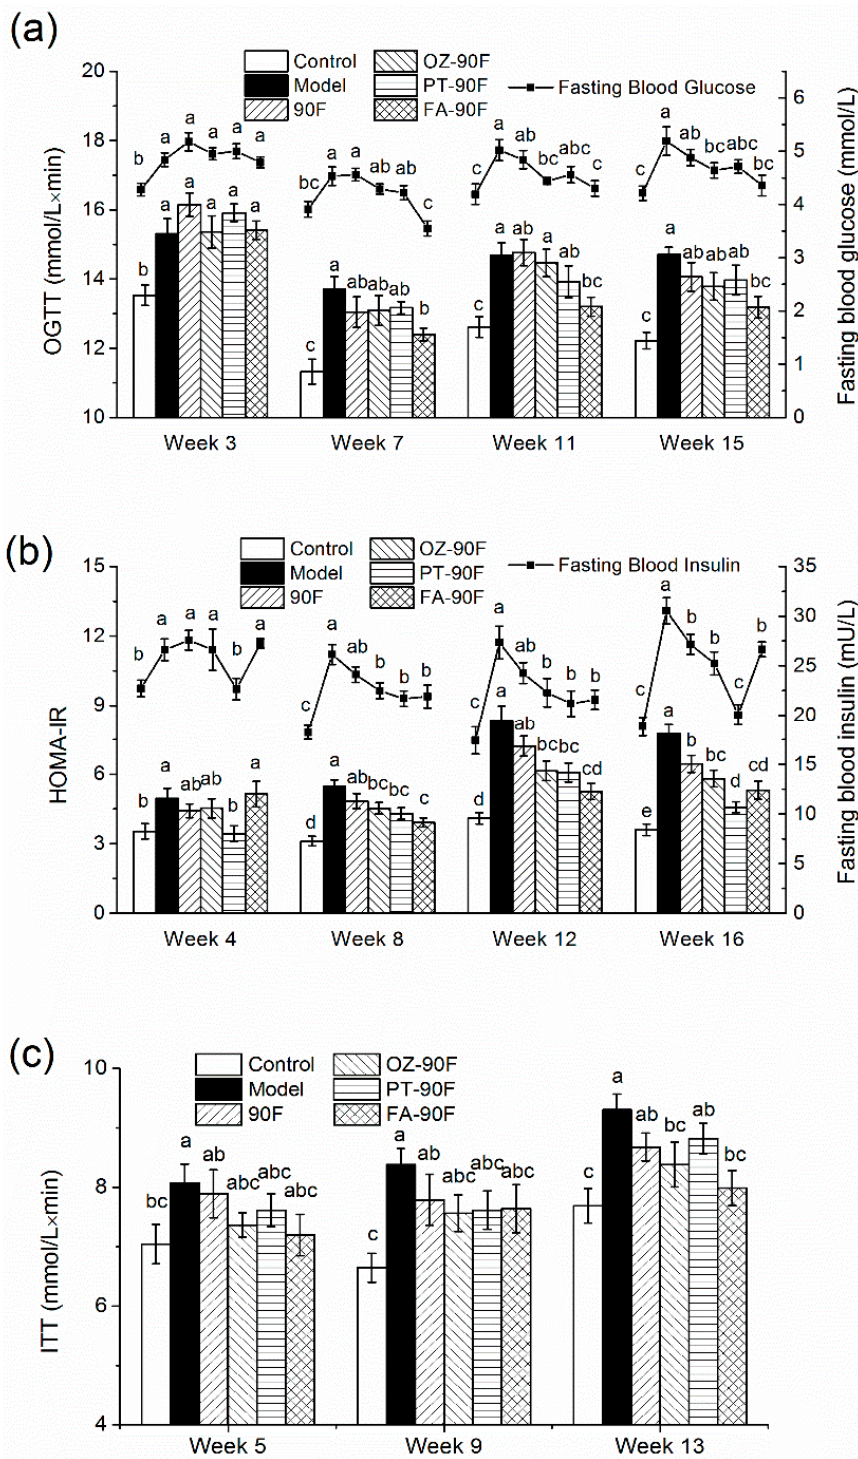 (a)
Control
Model
90F
OZ-90F
PT-90F
FA-90F
Fasting Blood Glucose
OGTT (mmol/L×min)
20
18
16
14
12
10
Fasting blood glucose (mmol/L)
6
5
4
3
2
1
0
b a a a a a
b a a a a a
bc a a ab ab c
c a ab ab ab b
c a ab bc abc c
c a a a ab bc
c a ab bc abc bc
c a ab ab ab bc
Week 3
Week 7
Week 11
Week 15
(b)
Control
Model
90F
OZ-90F
PT-90F
FA-90F
Fasting Blood Insulin
HOMA-IR
15
12
9
6
3
0
Fasting blood insulin (mU/L)
35
30
25
20
15
10
5
0
b a a a b a
b a ab ab b a
c a ab b b b
d a ab bc bc c
c a ab b b b
d a ab bc bc cd
b a b b c b
e a b bc d cd
Week 4
Week 8
Week 12
Week 16
(c)
Control
Model
90F
OZ-90F
PT-90F
FA-90F
ITT (mmol/L×min)
10
8
6
4
bc a ab abc abc abc
c a ab abc abc abc
c a ab bc ab bc
Week 5
Week 9
Week 13